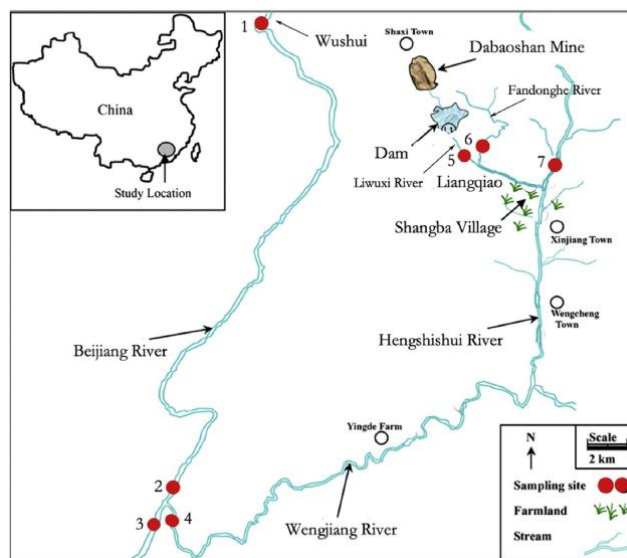 1
Wushui
Shaxi Town
Dabaoshan Mine
China
Fandonghe River
Dam
6
5
7
Study Location
Liwuxi River
Liangqiao
Shangba Village
Xinjiang Town
Wengcheng
Town
Hengshishui River
Beijiang River
Yingde Farm
N
Scale
2 km
2
Sampling site
3
4
Farmland
Wengjiang River
Stream